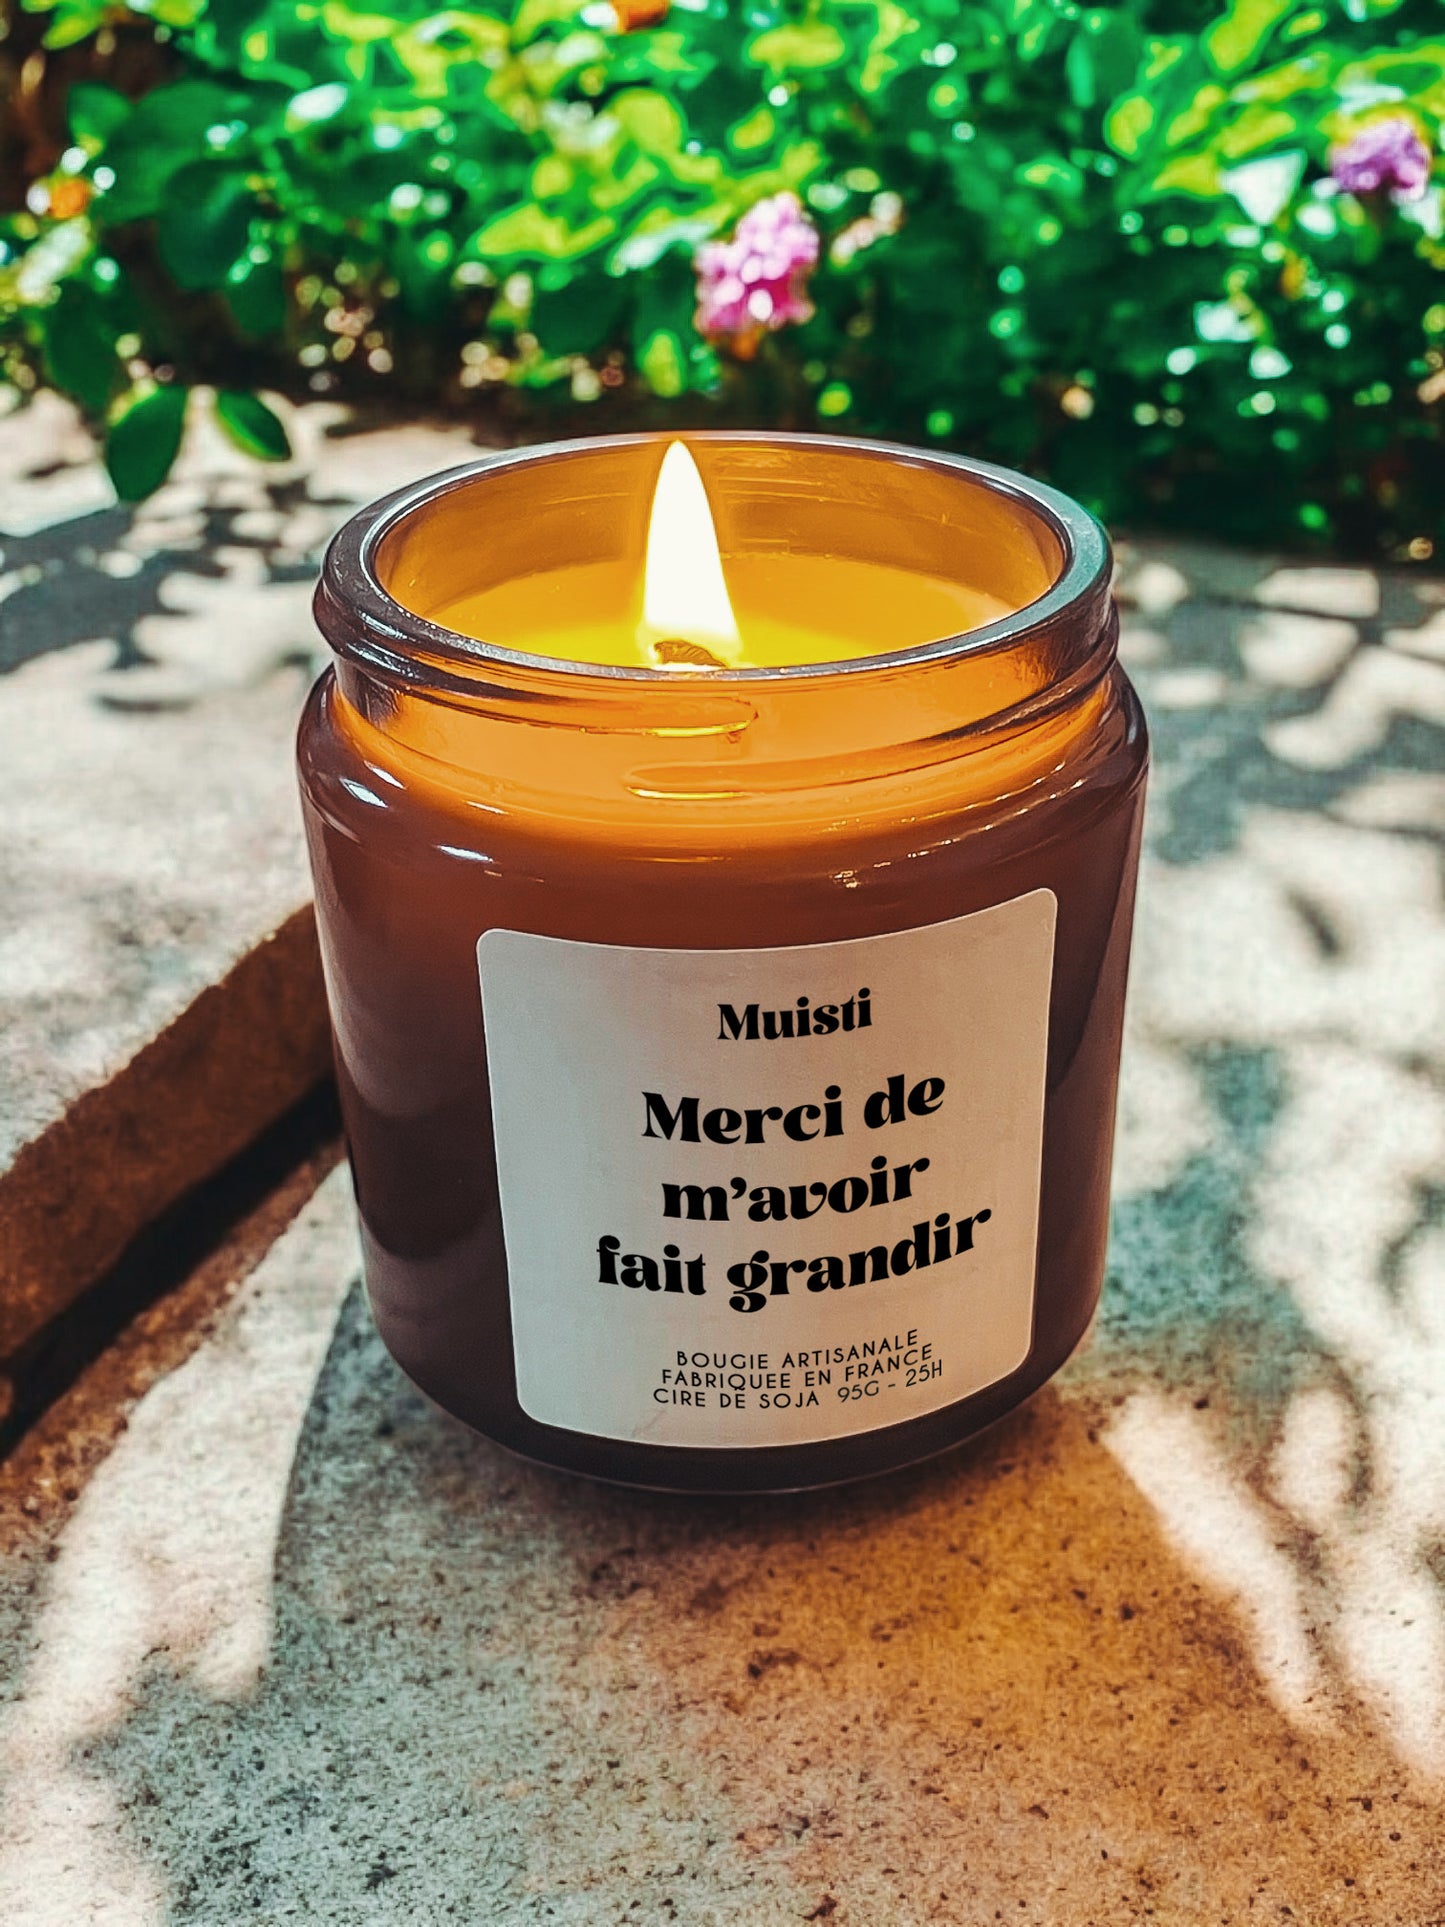 Muisti
Merci de
m’avoir
fait grandir
BOUGIE ARTISANALE
FABRIQUEE EN FRANCE
CIRE DE SOJA 95G - 25H